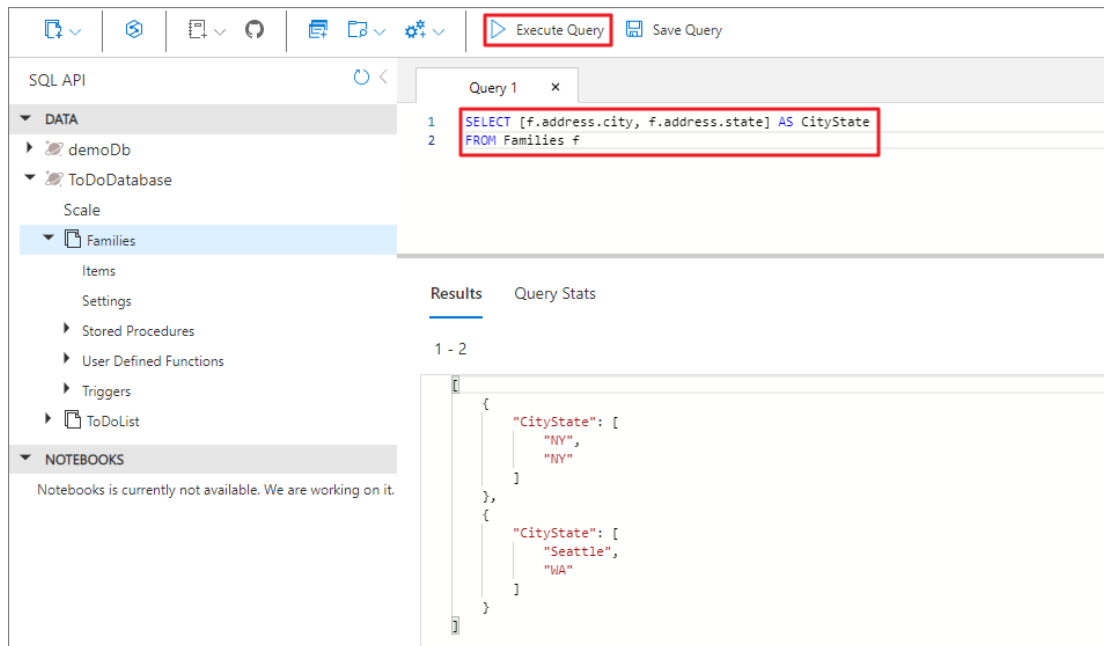 Execute Query
Save Query
SQL API
DATA
demoDb
ToDoDatabase
Scale
Families
Items
Settings
Stored Procedures
User Defined Functions
Triggers
ToDoList
NOTEBOOKS
Notebooks is currently not available. We are working on it.
Query 1
1 SELECT [f.address.city, f.address.state] AS CityState
2 FROM Families f
Results Query Stats
1 - 2
[
{
"CityState": [
"NY",
"NY"
]
},
{
"CityState": [
"Seattle",
"WA"
]
}
]